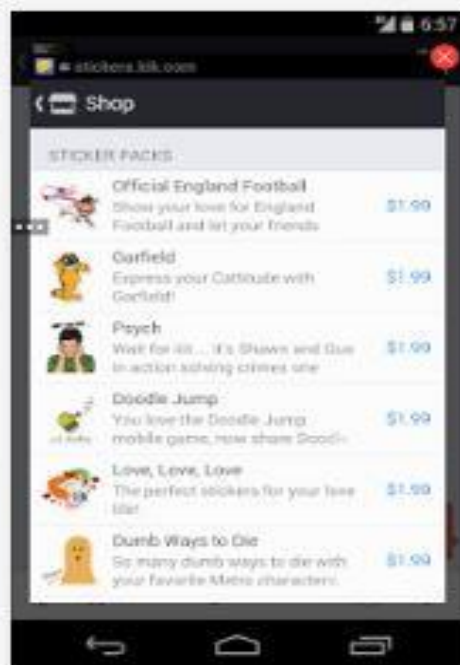 6:57
stickers.kik.com
Shop
STICKER PACKS
Official England Football
Show your love for England
Football and let your friends
$1.99
Garfield
Express your Cattitude with
Garfield!
$1.99
Psych
Wait for iiit... it's Shawn and Gus
in action solving crimes one
$1.99
Doodle Jump
You love the Doodle Jump
mobile game, now share
$1.99
Love, Love, Love
The perfect stickers for your love
$1.99
Dumb Ways to Die
So many dumb ways to die with
your favorite Metro characters!
$1.99